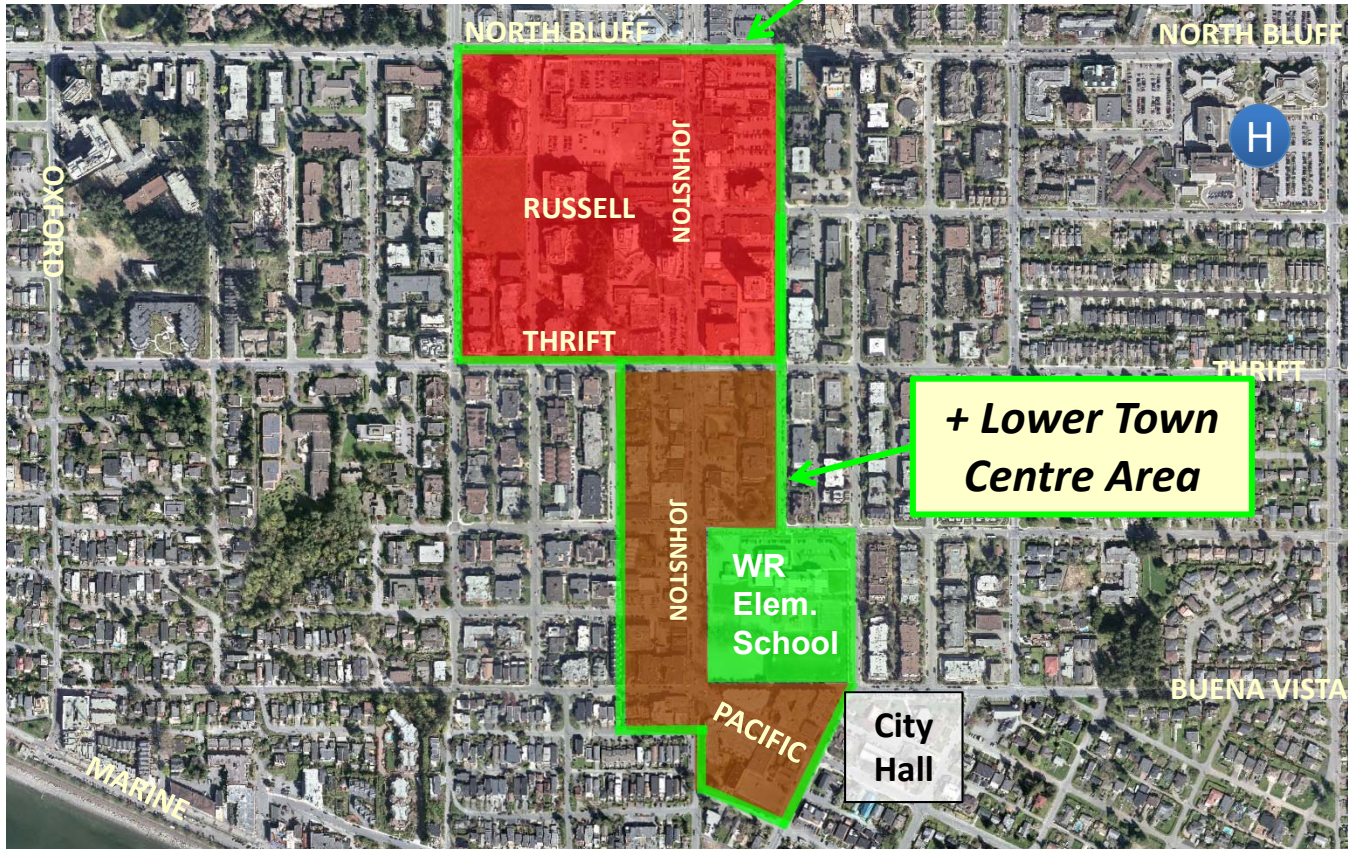 NORTH BLUFF
NORTH BLUFF
JOHNSTON
H
OXFORD
RUSSELL
THRIFT
THRIFT
+ Lower Town
Centre Area
JOHNSTON
WR
Elem.
School
BUENA VISTA
PACIFIC
City
Hall
MARINE